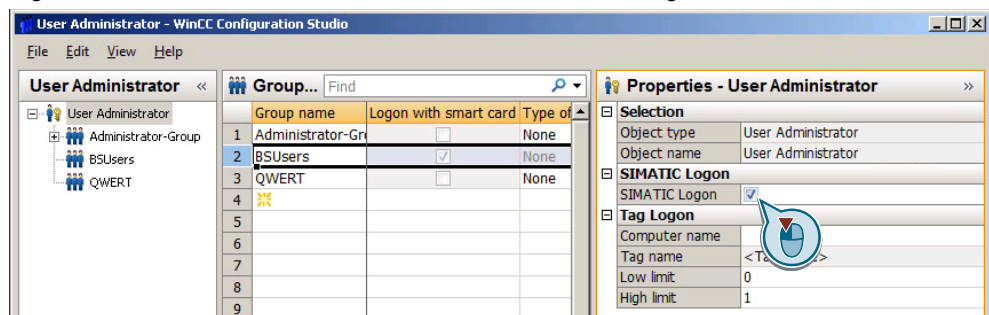 User Administrator - WinCC Configuration Studio
File Edit View Help
User Administrator «
User Administrator
Administrator-Group
BSUsers
QWERT
Group... Find
Group name Logon with smart card Type of
1 Administrator-Gr None
2 BSUsers None
3 QWERT None
4
5
6
7
8
9
Properties - User Administrator »
Selection
Object type User Administrator
Object name User Administrator
SIMATIC Logon
SIMATIC Logon
Tag Logon
Computer name
Tag name
Low limit 0
High limit 1